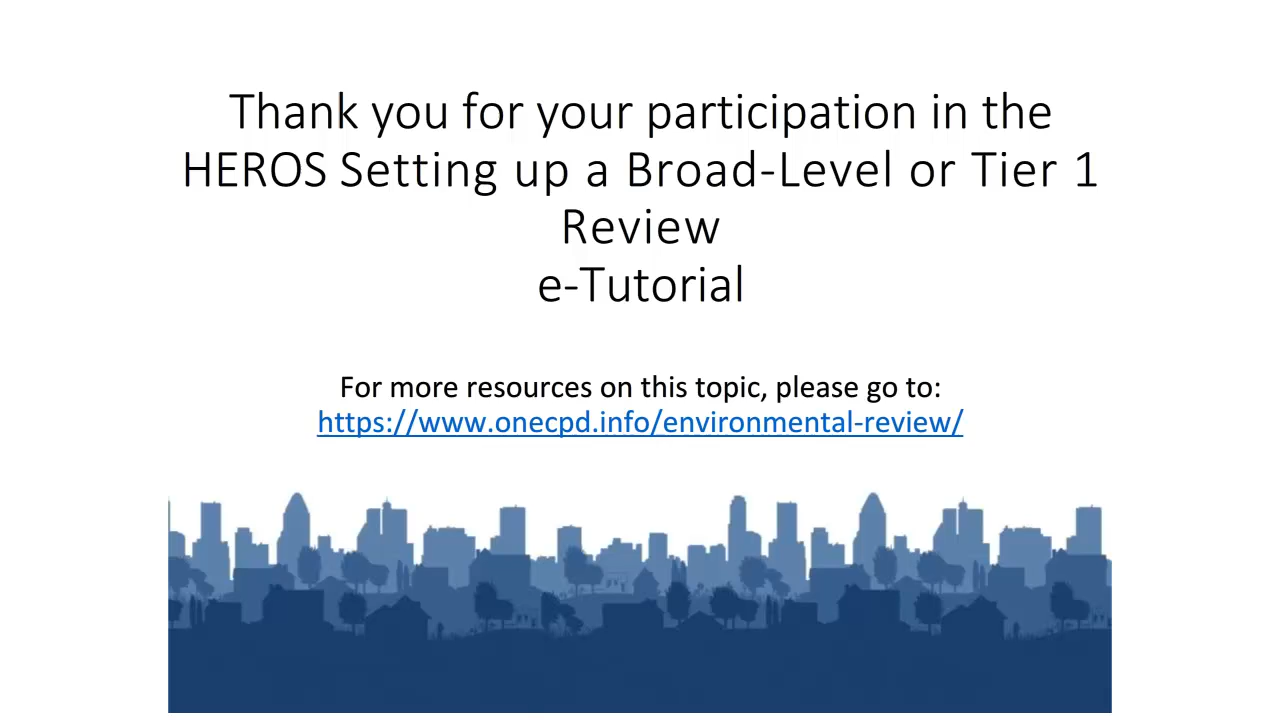 Thank you for your participation in the
HEROS Setting up a Broad-Level or Tier 1
Review
e-Tutorial
For more resources on this topic, please go to:
https://www.onecpd.info/environmental-review/